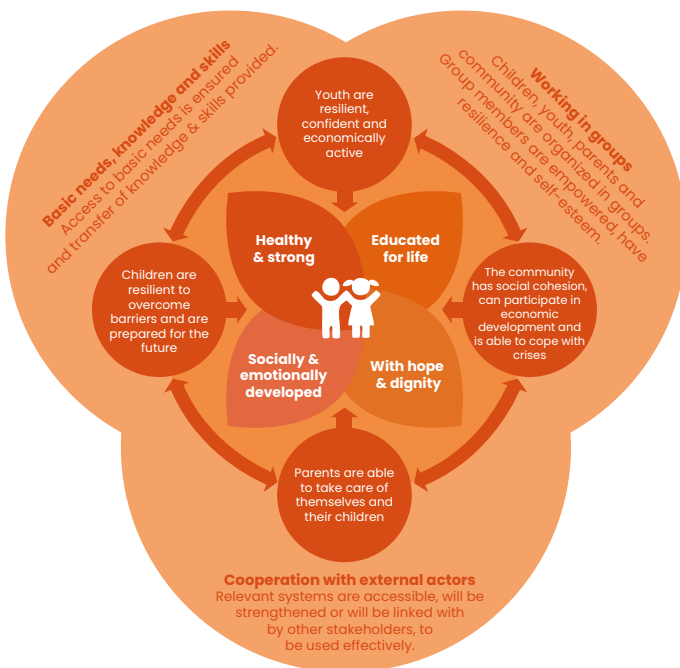 Basic needs, knowledge and skills
Access to basic needs is ensured
and transfer of knowledge & skills provided.
Working in groups
Children, youth, parents and
community are organized in groups.
Group members are empowered, have
resilience and self-esteem.
Youth are
resilient,
confident and
economically
active
Healthy
& strong
Educated
for life
Children are
resilient to
overcome
barriers and are
prepared for the
future
The community
has social cohesion,
can participate in
economic
development and
is able to cope with
crises
Socially &
emotionally
developed
With hope
& dignity
Parents are able
to take care of
themselves and
their children
Cooperation with external actors
Relevant systems are accessible, will be
strengthened or will be linked with
by other stakeholders, to
be used effectively.